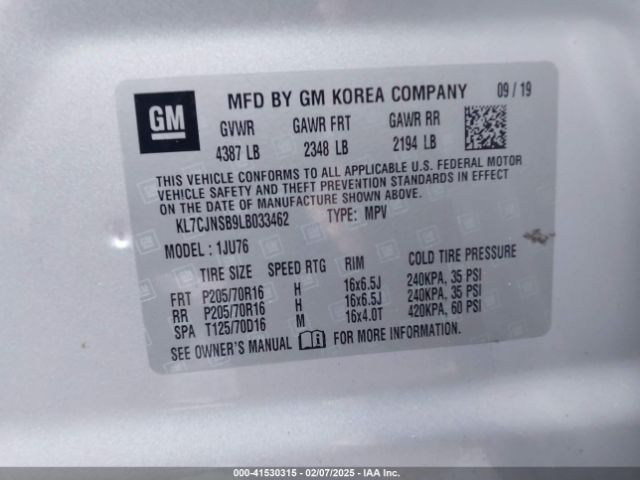 GM
MFD BY GM KOREA COMPANY 09 / 19
GVWR GAWR FRT GAWR RR
4387 LB 2348 LB 2194 LB
THIS VEHICLE CONFORMS TO ALL APPLICABLE U.S. FEDERAL MOTOR
VEHICLE SAFETY AND THEFT PREVENTION STANDARDS IN EFFECT
ON THE DATE OF MANUFACTURE SHOWN ABOVE.
KL7CJNSB9LB033462 TYPE: MPV
MODEL : 1JU76
TIRE SIZE SPEED RTG RIM COLD TIRE PRESSURE
FRT P205/70R16 H 16x6.5J 240KPA, 35 PSI
RR P205/70R16 H 16x6.5J 240KPA, 35 PSI
SPA T125/70D16 M 16x4.0T 420KPA, 60 PSI
SEE OWNER'S MANUAL FOR MORE INFORMATION
000-41530315 - 02/07/2025 - IAA Inc.